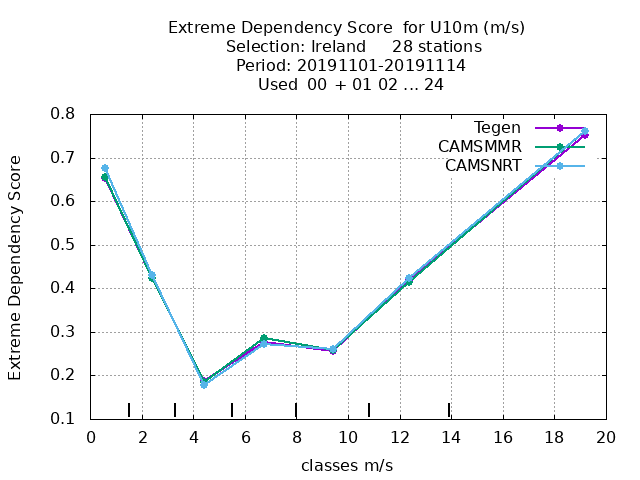 Extreme Dependency Score  for U10m (m/s)
Selection: Ireland     28 stations
Period: 20191101-20191114
Used  00 + 01 02 ... 24
Extreme Dependency Score
0.8
0.7
0.6
0.5
0.4
0.3
0.2
0.1
Tegen
CAMSMMR
CAMSNRT
0 2 4 6 8 10 12 14 16 18 20
classes m/s